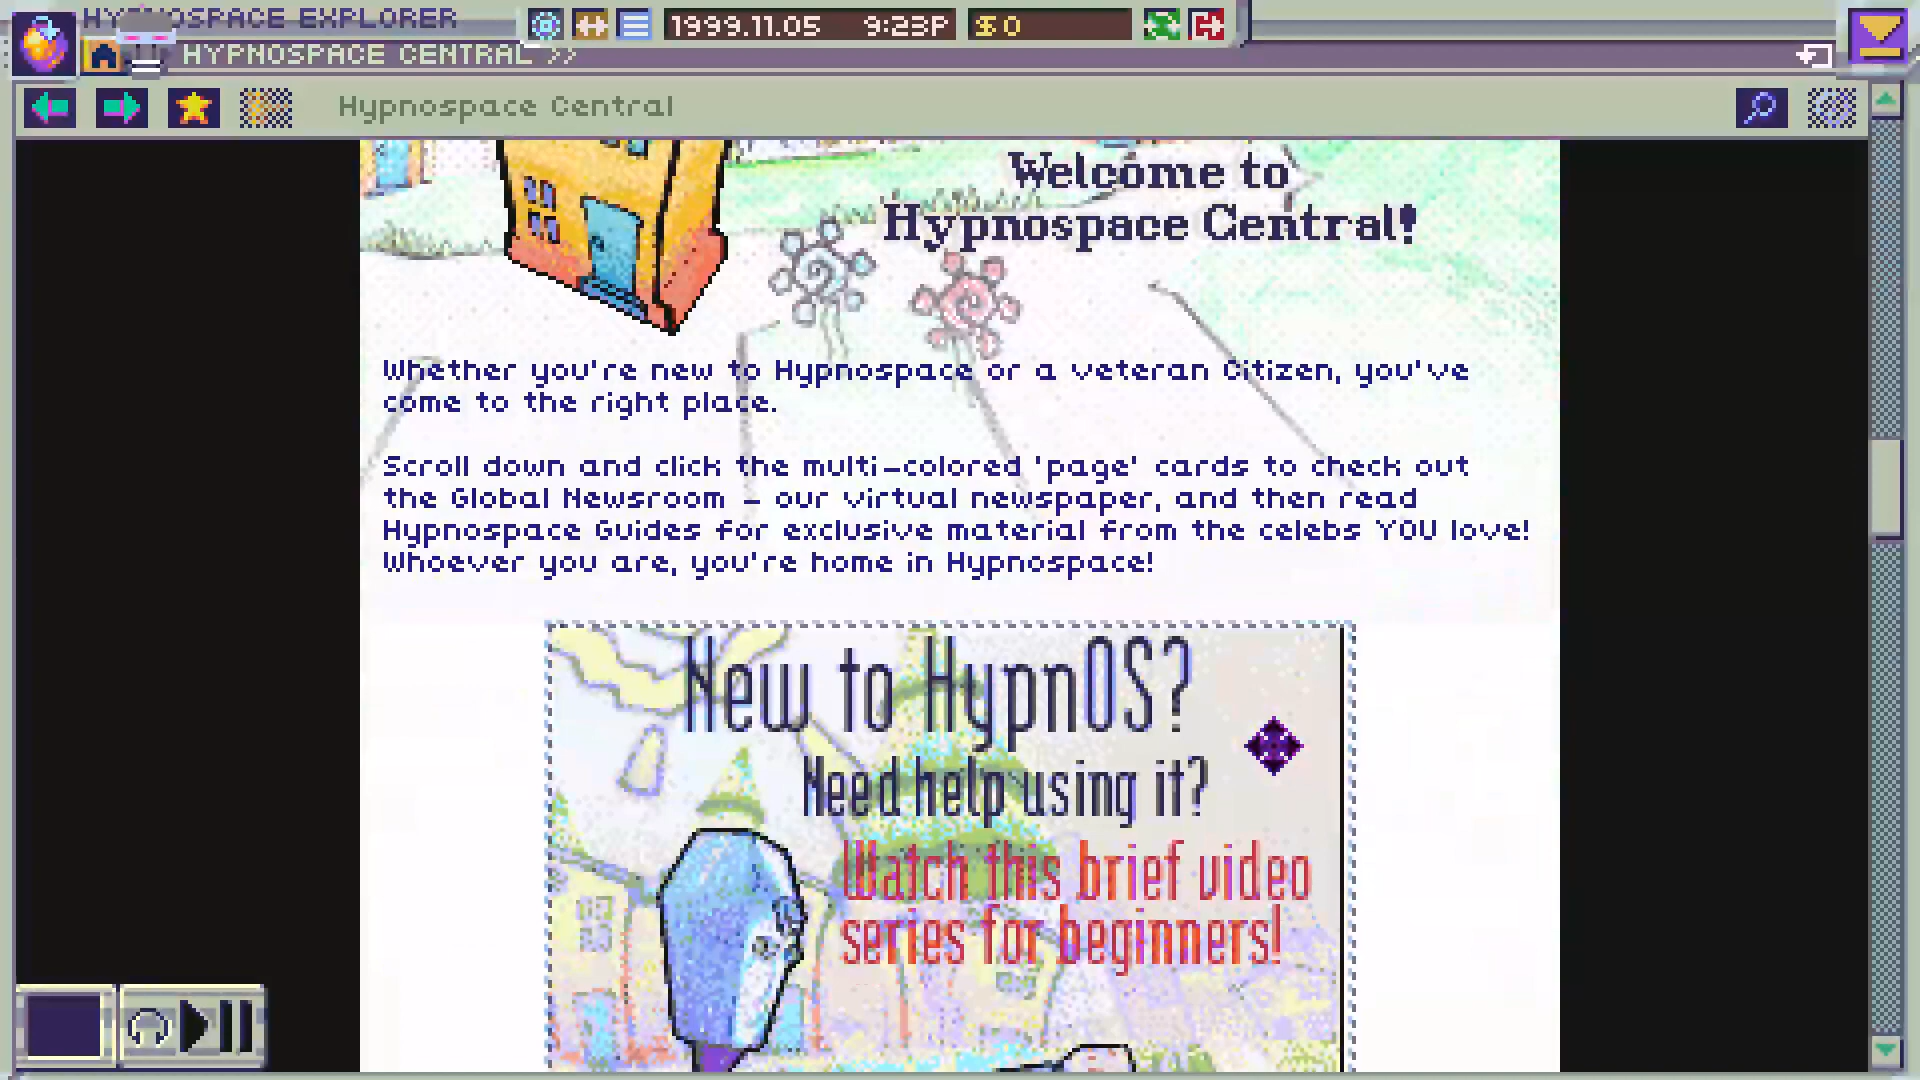 HYPNOSPACE EXPLORER
1999.11.05 9:23P $0
HYPNOSPACE CENTRAL >>
Hypnospace Central
Welcome to
Hypnospace Central!
Whether you're new to Hypnospace or a veteran Citizen, you've
come to the right place.
Scroll down and click the multi-colored 'page' cards to check out
the Global Newsroom - our virtual newspaper, and then read
Hypnospace Guides for exclusive material from the celebs YOU love!
Whoever you are, you're home in Hypnospace!
New to HypnOS?
Need help using it?
Watch this brief video
series for beginners!